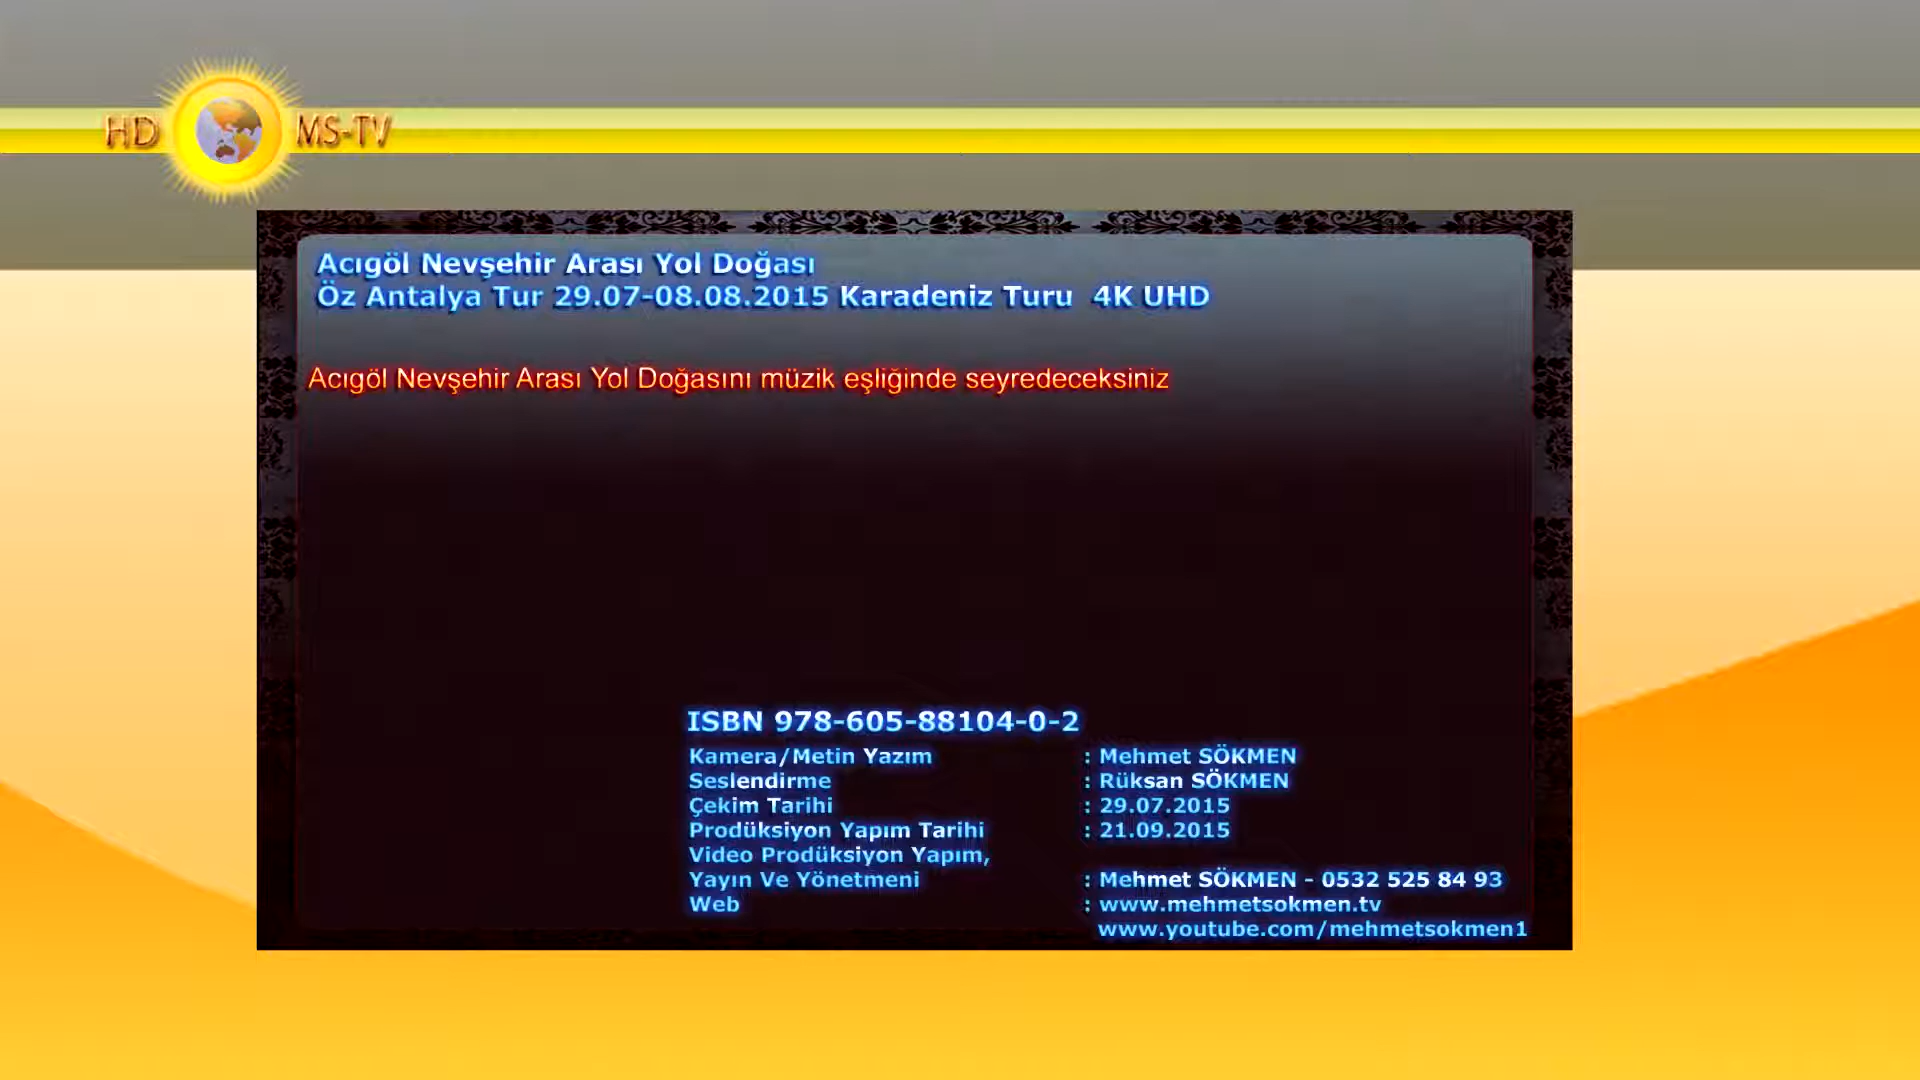 HD MS-TV
Acıgöl Nevşehir Arası Yol Doğası
Öz Antalya Tur 29.07-08.08.2015 Karadeniz Turu 4K UHD
Acıgöl Nevşehir Arası Yol Doğasını müzik eşliğinde seyredeceksiniz
ISBN 978-605-88104-0-2
Kamera/Metin Yazım : Mehmet SÖKMEN
Seslendirme : Rüksan SÖKMEN
Çekim Tarihi : 29.07.2015
Prodüksiyon Yapım Tarihi : 21.09.2015
Video Prodüksiyon Yapım,
Yayın Ve Yönetmeni : Mehmet SÖKMEN - 0532 525 84 93
Web : www.mehmetsokmen.tv
www.youtube.com/mehmetsokmen1